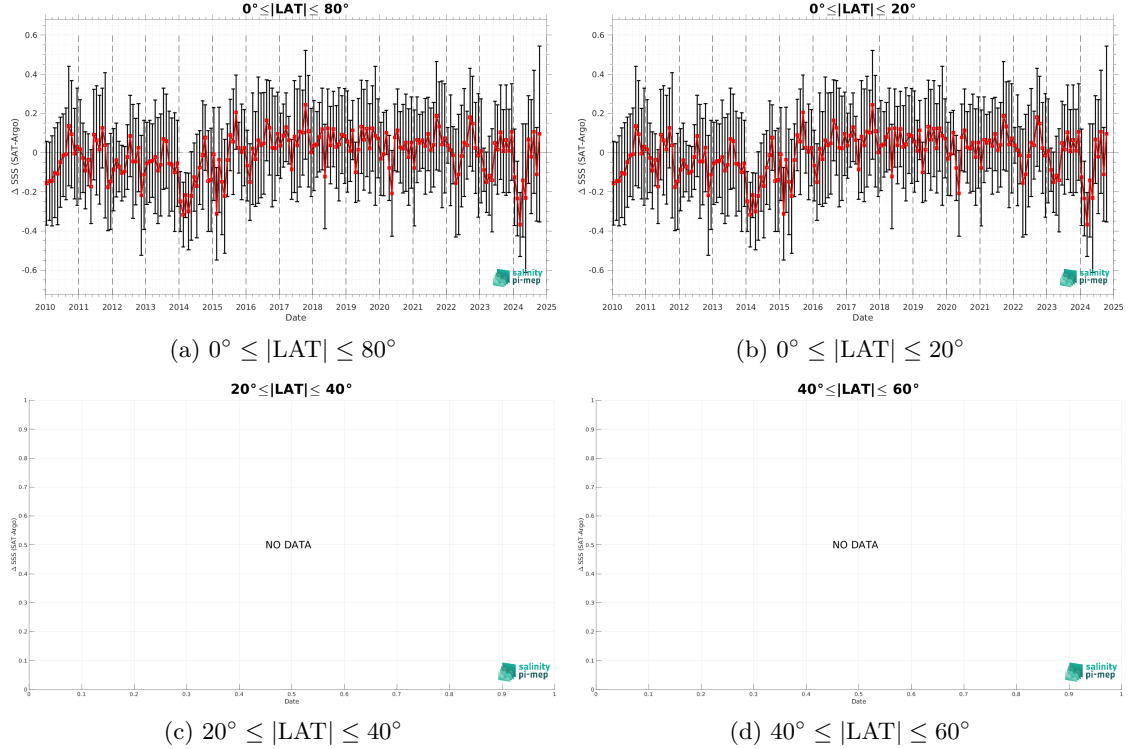 0°≤|LAT|≤ 80°
Δ SSS (SAT-Argo)
0.6
0.4
0.2
0
-0.2
-0.4
-0.6
2010 2011 2012 2013 2014 2015 2016 2017 2018 2019 2020 2021 2022 2023 2024 2025
Date
salinity
pi-mep
(a) 0° ≤ |LAT| ≤ 80°
0°≤|LAT|≤ 20°
Δ SSS (SAT-Argo)
0.6
0.4
0.2
0
-0.2
-0.4
-0.6
2010 2011 2012 2013 2014 2015 2016 2017 2018 2019 2020 2021 2022 2023 2024 2025
Date
salinity
pi-mep
(b) 0° ≤ |LAT| ≤ 20°
20°≤|LAT|≤ 40°
Δ SSS (SAT-Argo)
1
0.9
0.8
0.7
0.6
0.5
0.4
0.3
0.2
0.1
0
NO DATA
0 0.1 0.2 0.3 0.4 0.5 0.6 0.7 0.8 0.9 1
Date
salinity
pi-mep
(c) 20° ≤ |LAT| ≤ 40°
40°≤|LAT|≤ 60°
Δ SSS (SAT-Argo)
1
0.9
0.8
0.7
0.6
0.5
0.4
0.3
0.2
0.1
0
NO DATA
0 0.1 0.2 0.3 0.4 0.5 0.6 0.7 0.8 0.9 1
Date
salinity
pi-mep
(d) 40° ≤ |LAT| ≤ 60°